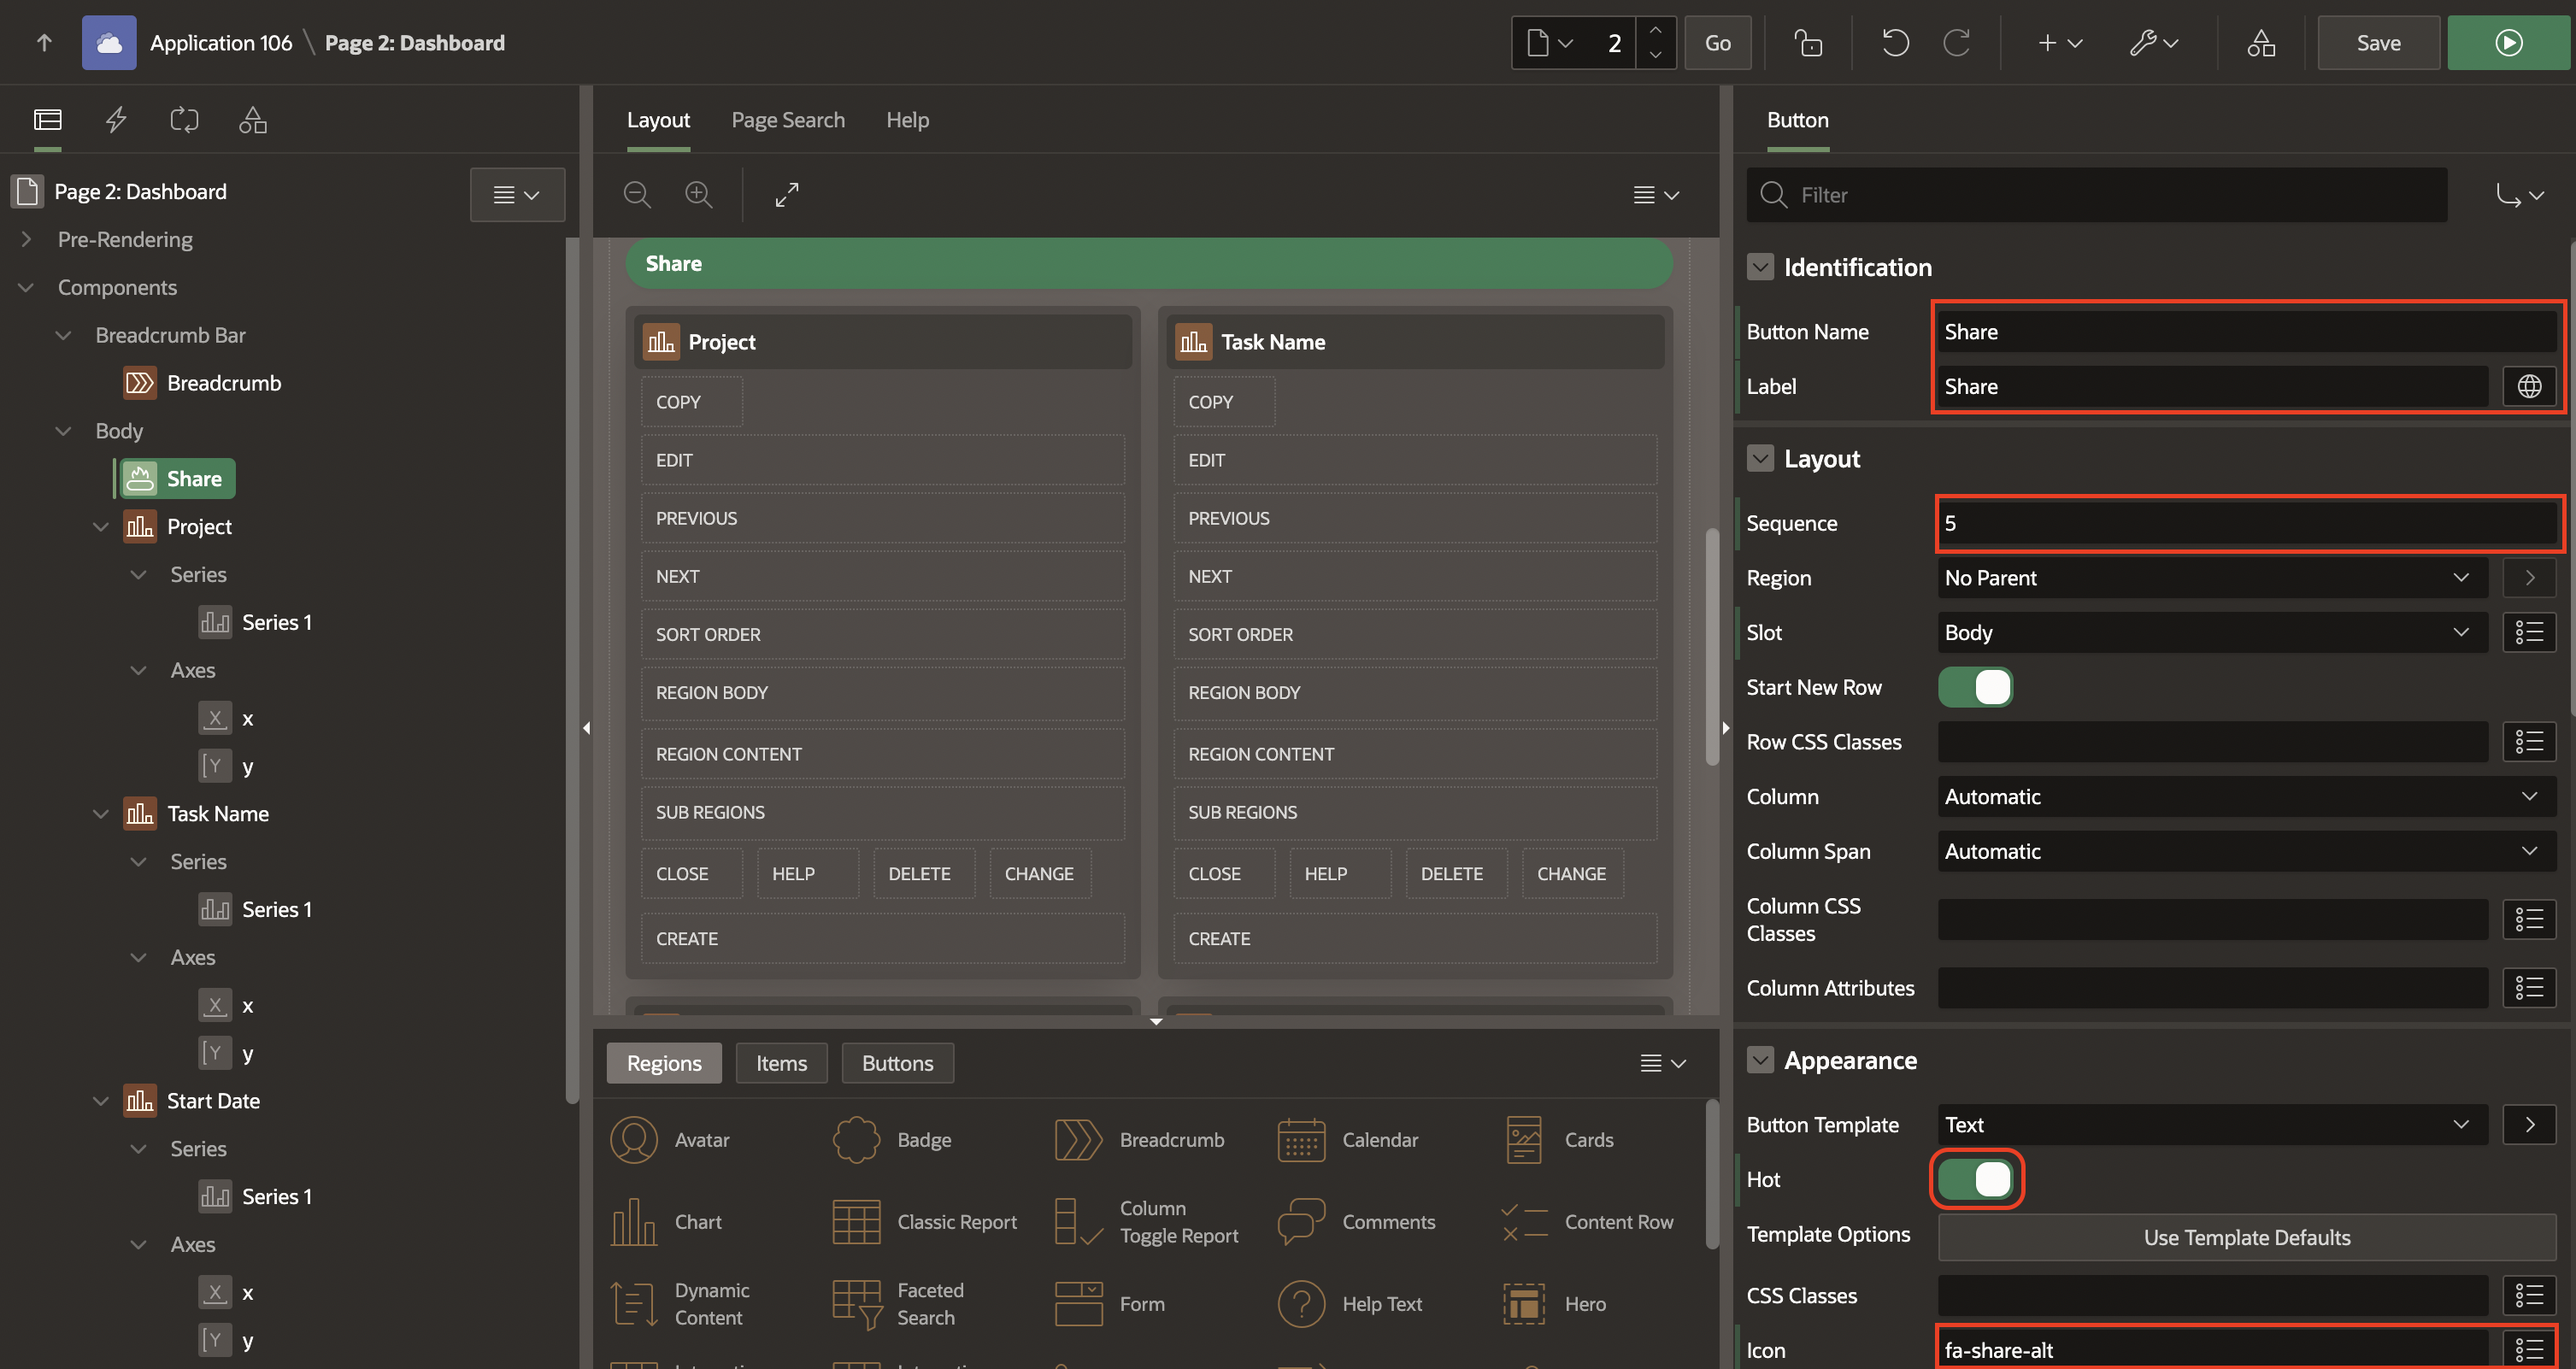 Application 106 \ Page 2: Dashboard
2
Go
Save
Page 2: Dashboard
Pre-Rendering
Components
Breadcrumb Bar
Breadcrumb
Body
Share
Project
Series
Series 1
Axes
x
y
Task Name
Series
Series 1
Axes
x
y
Start Date
Series
Series 1
Axes
x
y
Layout
Page Search
Help
Share
Project
COPY
EDIT
PREVIOUS
NEXT
SORT ORDER
REGION BODY
REGION CONTENT
SUB REGIONS
CLOSE
HELP
DELETE
CHANGE
CREATE
Task Name
COPY
EDIT
PREVIOUS
NEXT
SORT ORDER
REGION BODY
REGION CONTENT
SUB REGIONS
CLOSE
HELP
DELETE
CHANGE
CREATE
Regions
Items
Buttons
Avatar
Badge
Breadcrumb
Calendar
Cards
Chart
Classic Report
Column
Toggle Report
Comments
Content Row
Dynamic
Content
Faceted
Search
Form
Help Text
Hero
Button
Filter
Identification
Button Name
Share
Label
Share
Layout
Sequence
5
Region
No Parent
Slot
Body
Start New Row
Row CSS Classes
Column
Automatic
Column Span
Automatic
Column CSS
Classes
Column Attributes
Appearance
Button Template
Text
Hot
Template Options
Use Template Defaults
CSS Classes
Icon
fa-share-alt